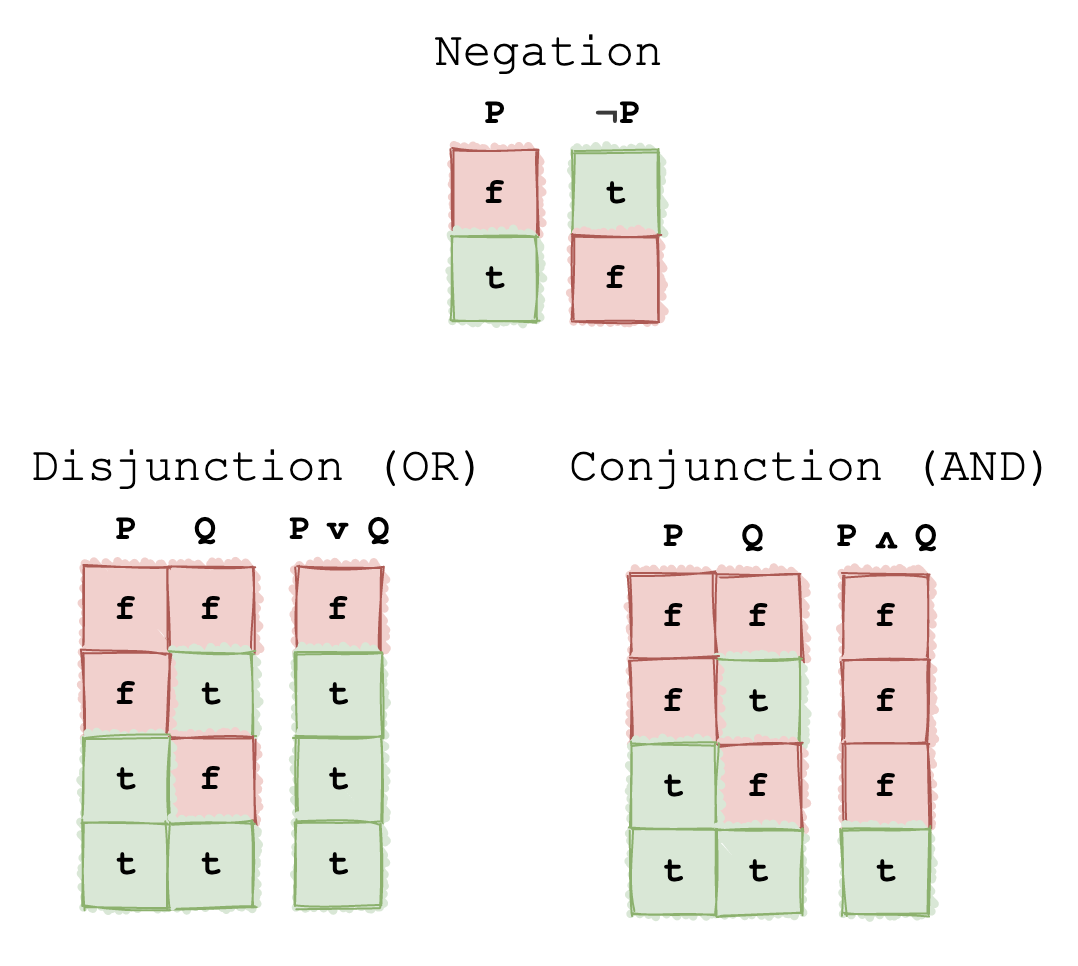 Negation
P ¬P
f t
t f
Disjunction (OR)
P Q P v Q
f f f
f t t
t f t
t t t
Conjunction (AND)
P Q P ʌ Q
f f f
f t f
t f f
t t t